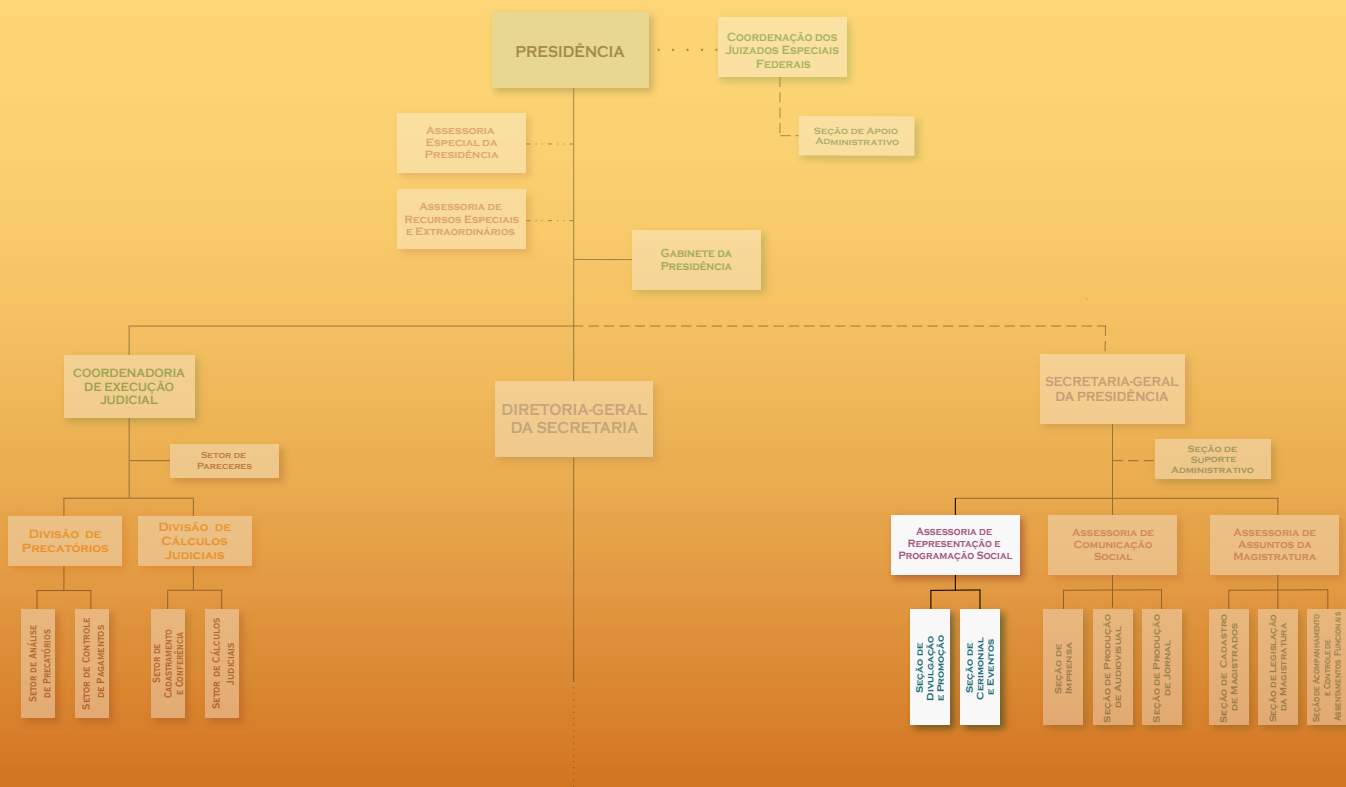 PRESIDÊNCIA
Coordenação dos
Juizados Especiais
Federais
Seção de Apoio
Administrativo
Assessoria
Especial da
Presidência
Assessoria de
Recursos Especiais
e Extraordinários
Gabinete da
Presidência
COORDENADORIA
DE EXECUÇÃO
JUDICIAL
DIRETORIA-GERAL
DA SECRETARIA
SECRETARIA-GERAL
DA PRESIDÊNCIA
Setor de
Pareceres
Seção de
Suporte
Administrativo
Divisão de
Precatórios
Divisão de
Cálculos
Judiciais
Assessoria de
Representação e
Programação Social
Assessoria de
Comunicação
Social
Assessoria de
Assuntos da
Magistratura
Setor de Análise
de Precatórios
Setor de Controle
de Pagamentos
Setor de
Cadastramento
e Conferência
Setor de Cálculos
Judiciais
Seção de
Divulgação
e Promoção
Seção de
Cerimonial
e Eventos
Seção de
Imprensa
Seção de Produção
de Audiovisual
Seção de Produção
de Jornal
Seção de Cadastro
de Magistrados
Seção de Legislação
da Magistratura
Seção de Acompanhamento
e Controle de
Assentamentos Funcionais